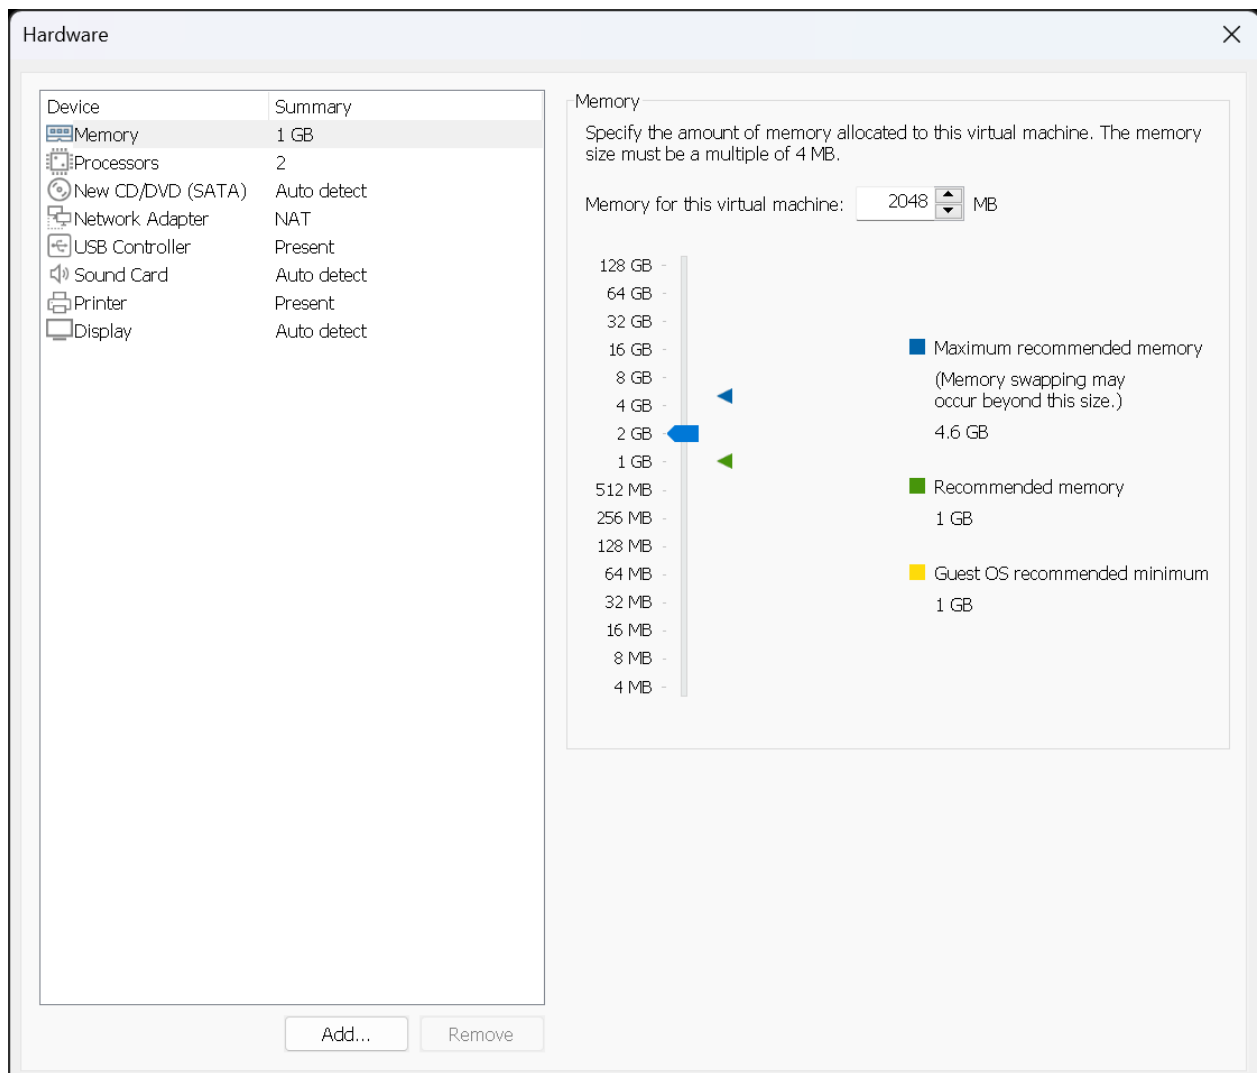 Hardware
Device Summary
Memory 1 GB
Processors 2
New CD/DVD (SATA) Auto detect
Network Adapter NAT
USB Controller Present
Sound Card Auto detect
Printer Present
Display Auto detect
Add...
Remove
Memory
Specify the amount of memory allocated to this virtual machine. The memory
size must be a multiple of 4 MB.
Memory for this virtual machine: 2048 MB
128 GB
64 GB
32 GB
16 GB
8 GB
4 GB
2 GB
1 GB
512 MB
256 MB
128 MB
64 MB
32 MB
16 MB
8 MB
4 MB
Maximum recommended memory
(Memory swapping may
occur beyond this size.)
4.6 GB
Recommended memory
1 GB
Guest OS recommended minimum
1 GB